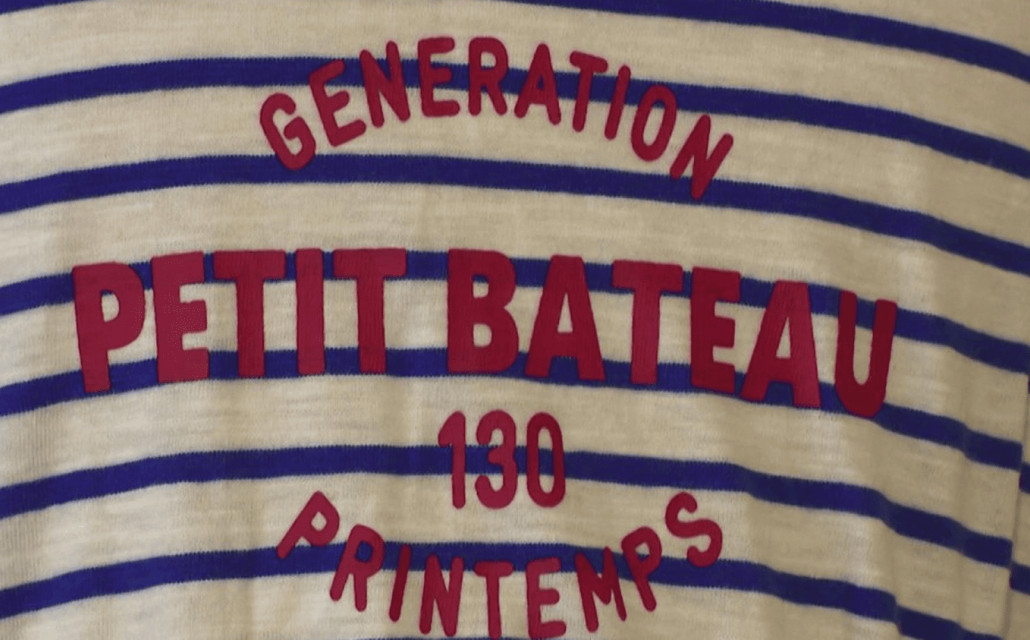 GENERATION
PETIT BATEAU
130
PRINTEMPS